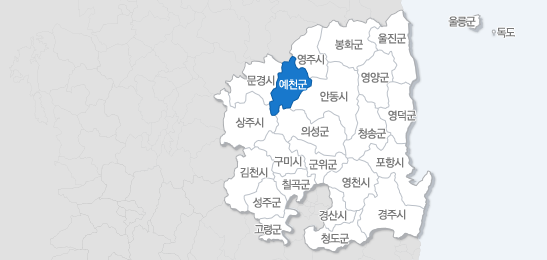 울릉군
독도
울진군
봉화군
영주시
문경시
예천군
영양군
안동시
영덕군
상주시
의성군
청송군
구미시
군위군
포항시
김천시
칠곡군
영천시
성주군
경산시
경주시
고령군
청도군